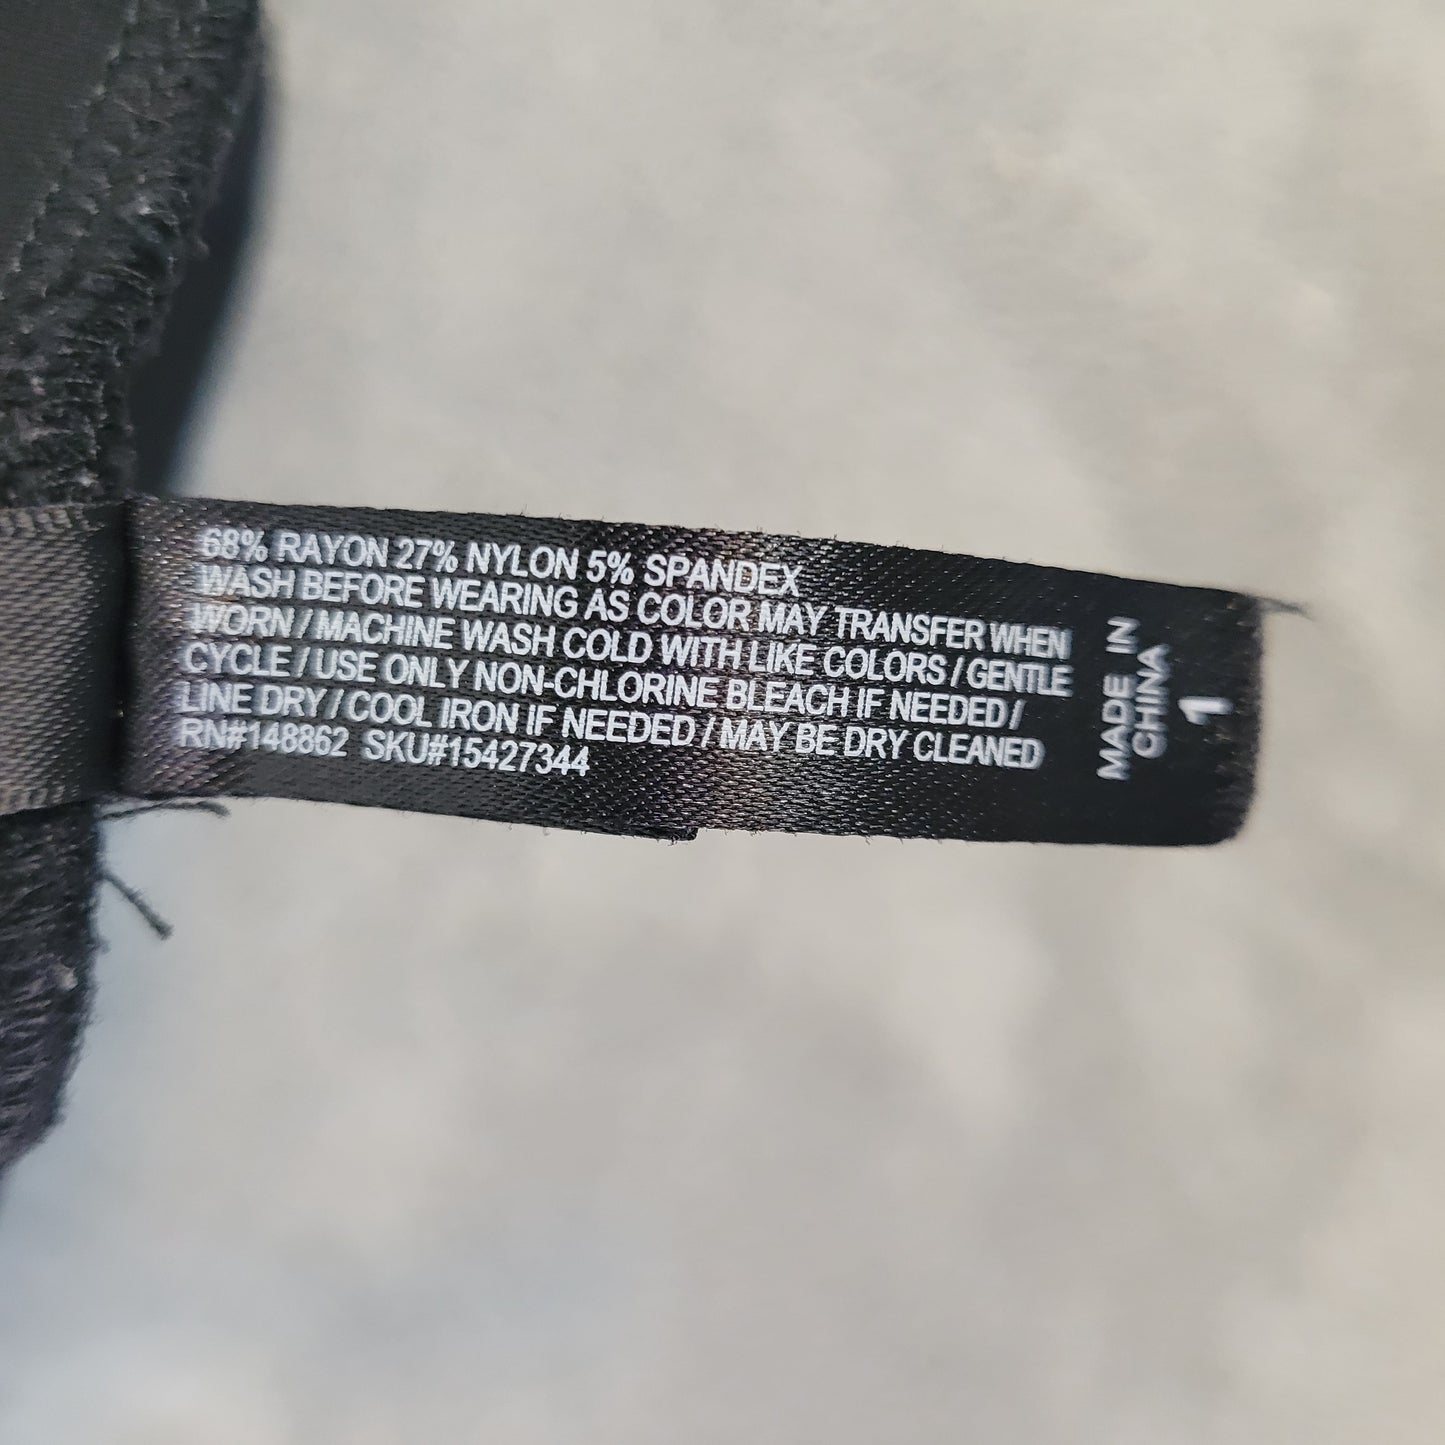 68% RAYON 27% NYLON 5% SPANDEX
WASH BEFORE WEARING AS COLOR MAY TRANSFER WHEN
WORN / MACHINE WASH COLD WITH LIKE COLORS / GENTLE
CYCLE / USE ONLY NON-CHLORINE BLEACH IF NEEDED /
LINE DRY / COOL IRON IF NEEDED / MAY BE DRY CLEANED
RN#148862 SKU#15427344
MADE IN
CHINA
1